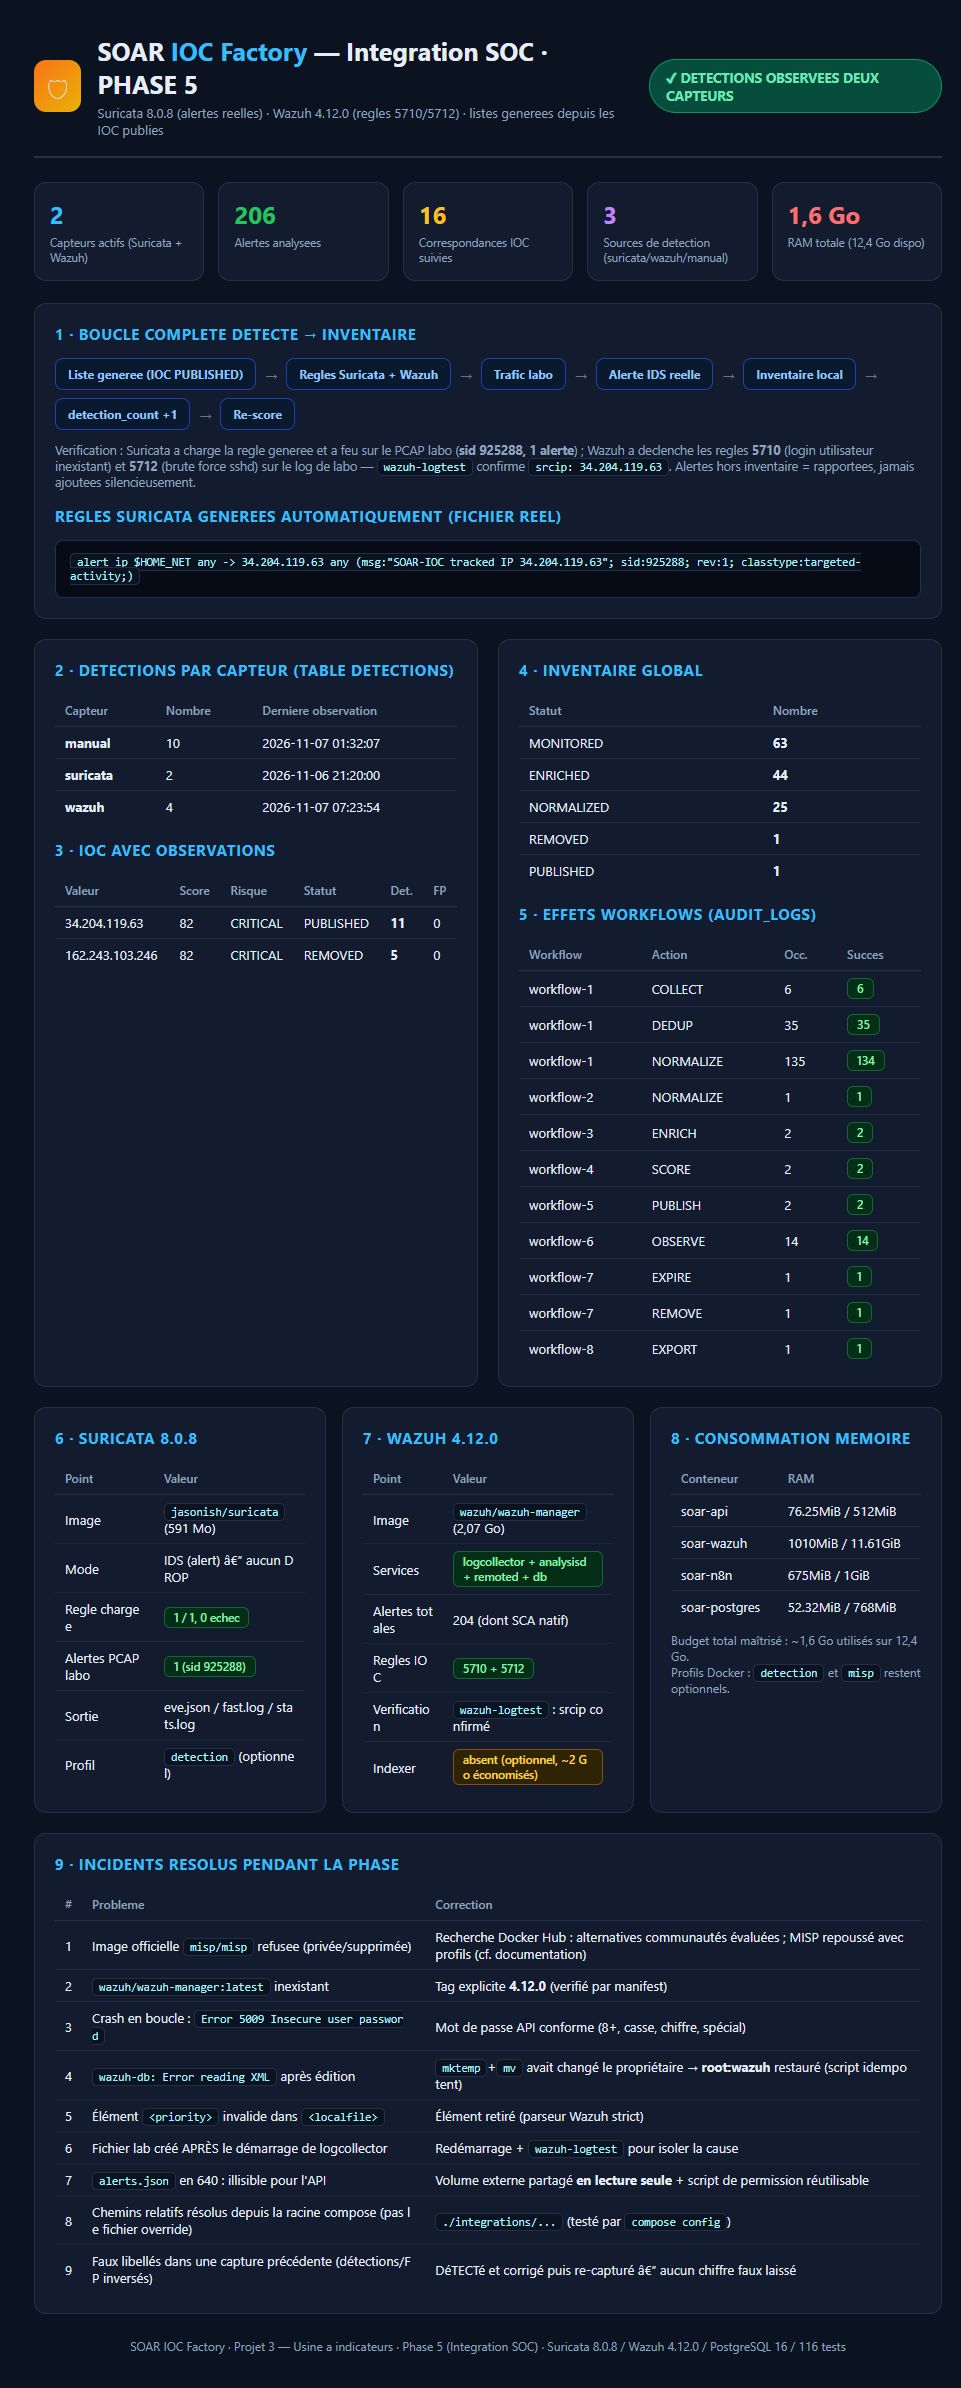 SOAR IOC Factory — Integration SOC ·
PHASE 5
Suricata 8.0.8 (alertes reelles) · Wazuh 4.12.0 (regles 5710/5712) · listes generees depuis les
IOC publies
✓ DETECTIONS OBSERVEES DEUX
CAPTEURS
2
Capteurs actifs (Suricata +
Wazuh)
206
Alertes analysees
16
Correspondances IOC
suivies
3
Sources de detection
(suricata/wazuh/manual)
1,6 Go
RAM totale (12,4 Go dispo)
1 · BOUCLE COMPLETE DETECTE → INVENTAIRE
Liste generee (IOC PUBLISHED) → Regles Suricata + Wazuh → Trafic labo → Alerte IDS reelle → Inventaire local →
detection_count +1 → Re-score
Verification : Suricata a charge la regle generee et a feu sur le PCAP labo (sid 925288, 1 alerte) ; Wazuh a declenche les regles 5710 (login utilisateur
inexistant) et 5712 (brute force sshd) sur le log de labo — wazuh-logtest confirme srcip: 34.204.119.63. Alertes hors inventaire = rapportees, jamais
ajoutees silencieusement.
REGLES SURICATA GENEREES AUTOMATIQUEMENT (FICHIER REEL)
alert ip $HOME_NET any -> 34.204.119.63 any (msg:"SOAR-IOC tracked IP 34.204.119.63"; sid:925288; rev:1; classtype:targeted-
activity;)
2 · DETECTIONS PAR CAPTEUR (TABLE DETECTIONS)
Capteur Nombre Derniere observation
manual 10 2026-11-07 01:32:07
suricata 2 2026-11-06 21:20:00
wazuh 4 2026-11-07 07:23:54
3 · IOC AVEC OBSERVATIONS
Valeur Score Risque Statut Det. FP
34.204.119.63 82 CRITICAL PUBLISHED 11 0
162.243.103.246 82 CRITICAL REMOVED 5 0
4 · INVENTAIRE GLOBAL
Statut Nombre
MONITORED 63
ENRICHED 44
NORMALIZED 25
REMOVED 1
PUBLISHED 1
5 · EFFETS WORKFLOWS (AUDIT_LOGS)
Workflow Action Occ. Succes
workflow-1 COLLECT 6 6
workflow-1 DEDUP 35 35
workflow-1 NORMALIZE 135 134
workflow-2 NORMALIZE 1 1
workflow-3 ENRICH 2 2
workflow-4 SCORE 2 2
workflow-5 PUBLISH 2 2
workflow-6 OBSERVE 14 14
workflow-7 EXPIRE 1 1
workflow-7 REMOVE 1 1
workflow-8 EXPORT 1 1
6 · SURICATA 8.0.8
Point Valeur
Image jasonish/suricata
(591 Mo)
Mode IDS (alert) â€" aucun D
ROP
Regle charge
e
1 / 1, 0 echec
Alertes PCAP
labo
1 (sid 925288)
Sortie eve.json / fast.log / sta
ts.log
Profil detection (optionne
l)
7 · WAZUH 4.12.0
Point Valeur
Image wazuh/wazuh-manager
(2,07 Go)
Services logcollector + analysisd
+ remoted + db
Alertes tot
ales
204 (dont SCA natif)
Regles IO
C
5710 + 5712
Verificatio
n
wazuh-logtest : srcip co
nfirmé
Indexer absent (optionnel, ~2 G
o économisés)
8 · CONSOMMATION MEMOIRE
Conteneur RAM
soar-api 76.25MiB / 512MiB
soar-wazuh 1010MiB / 11.61GiB
soar-n8n 675MiB / 1GiB
soar-postgres 52.32MiB / 768MiB
Budget total maîtrisé : ~1,6 Go utilisés sur 12,4
Go.
Profils Docker : detection et misp restent
optionnels.
9 · INCIDENTS RESOLUS PENDANT LA PHASE
# Probleme Correction
1 Image officielle misp/misp refusee (privée/supprimée) Recherche Docker Hub : alternatives communautés évaluées ; MISP repoussé avec
profils (cf. documentation)
2 wazuh/wazuh-manager:latest inexistant Tag explicite 4.12.0 (verifié par manifest)
3 Crash en boucle : Error 5009 Insecure user passwor
d
Mot de passe API conforme (8+, casse, chiffre, spécial)
4 wazuh-db: Error reading XML après édition mktemp + mv avait changé le propriétaire → root:wazuh restauré (script idempo
tent)
5 Élément <priority> invalide dans <localfile> Élément retiré (parseur Wazuh strict)
6 Fichier lab créé APRÈS le démarrage de logcollector Redémarrage + wazuh-logtest pour isoler la cause
7 alerts.json en 640 : illisible pour l'API Volume externe partagé en lecture seule + script de permission réutilisable
8 Chemins relatifs résolus depuis la racine compose (pas l
e fichier override)
./integrations/... (testé par compose config)
9 Faux libellés dans une capture précédente (détections/F
P inversés)
DéTECTé et corrigé puis re-capturé â€" aucun chiffre faux laissé
SOAR IOC Factory · Projet 3 — Usine a indicateurs · Phase 5 (Integration SOC) · Suricata 8.0.8 / Wazuh 4.12.0 / PostgreSQL 16 / 116 tests